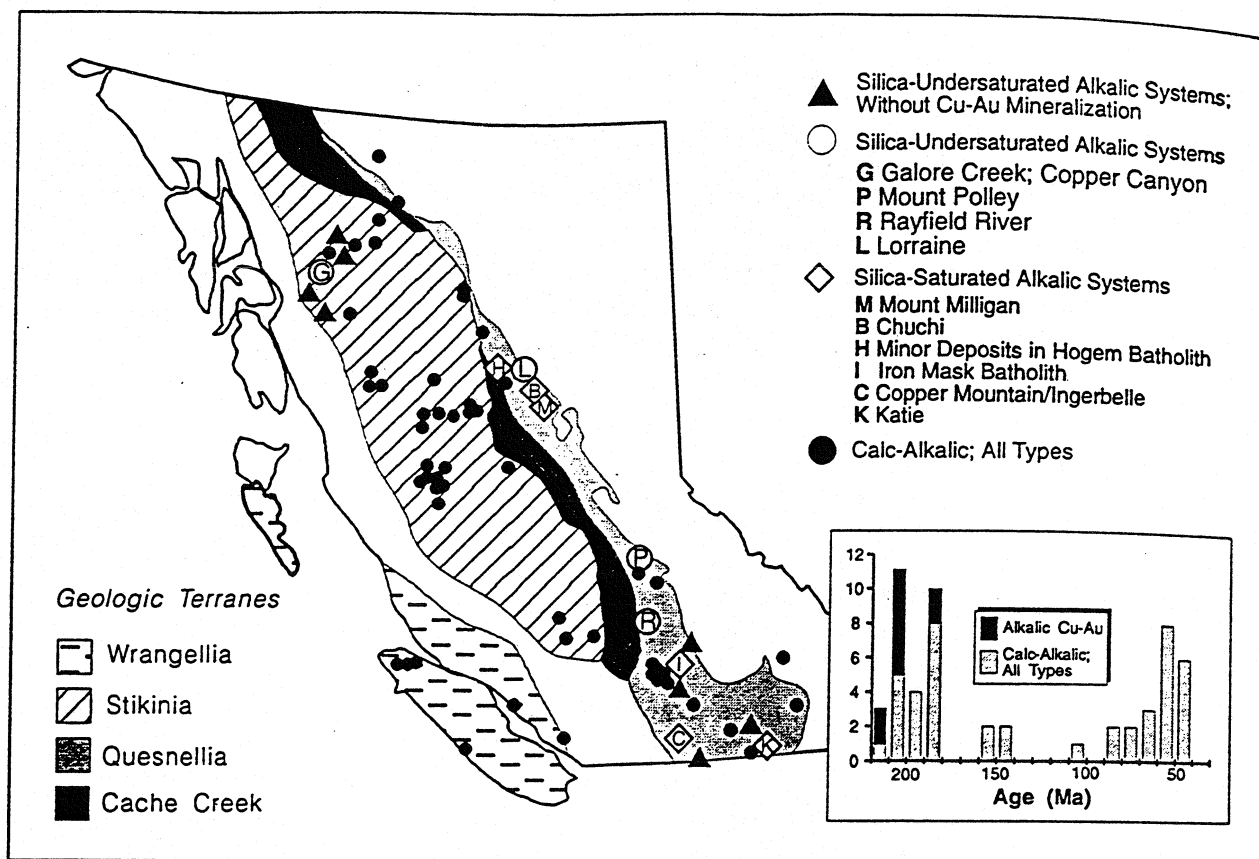 Silica-Undersaturated Alkalic Systems;
Without Cu-Au Mineralization
Silica-Undersaturated Alkalic Systems
G Galore Creek; Copper Canyon
P Mount Polley
R Rayfield River
L Lorraine
Silica-Saturated Alkalic Systems
M Mount Milligan
B Chuchi
H Minor Deposits in Hogem Batholith
I Iron Mask Batholith
C Copper Mountain/Ingerbelle
K Katie
Calc-Alkalic; All Types
G
H
L
B
M
P
R
I
C
K
Geologic Terranes
Wrangellia
Stikinia
Quesnellia
Cache Creek
12
10
8
6
4
2
0
Alkalic Cu-Au
Calc-Alkalic;
All Types
200
150
100
50
Age (Ma)